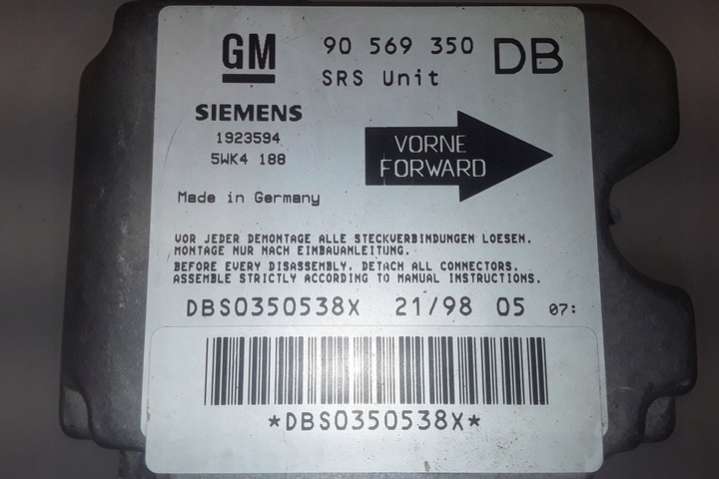 GM 90 569 350 DB
SRS Unit
SIEMENS
1923594
5WK4 188
VORNE
FORWARD
Made in Germany
VOR JEDER DEMONTAGE ALLE STECKVERBINDUNGEN LOESEN.
MONTAGE NUR NACH EINBAUANLEITUNG.
BEFORE EVERY DISASSEMBLY, DETACH ALL CONNECTORS.
ASSEMBLE STRICTLY ACCORDING TO MANUAL INSTRUCTIONS.
DBS0350538X 21/98 05 07:
*DBS0350538X*